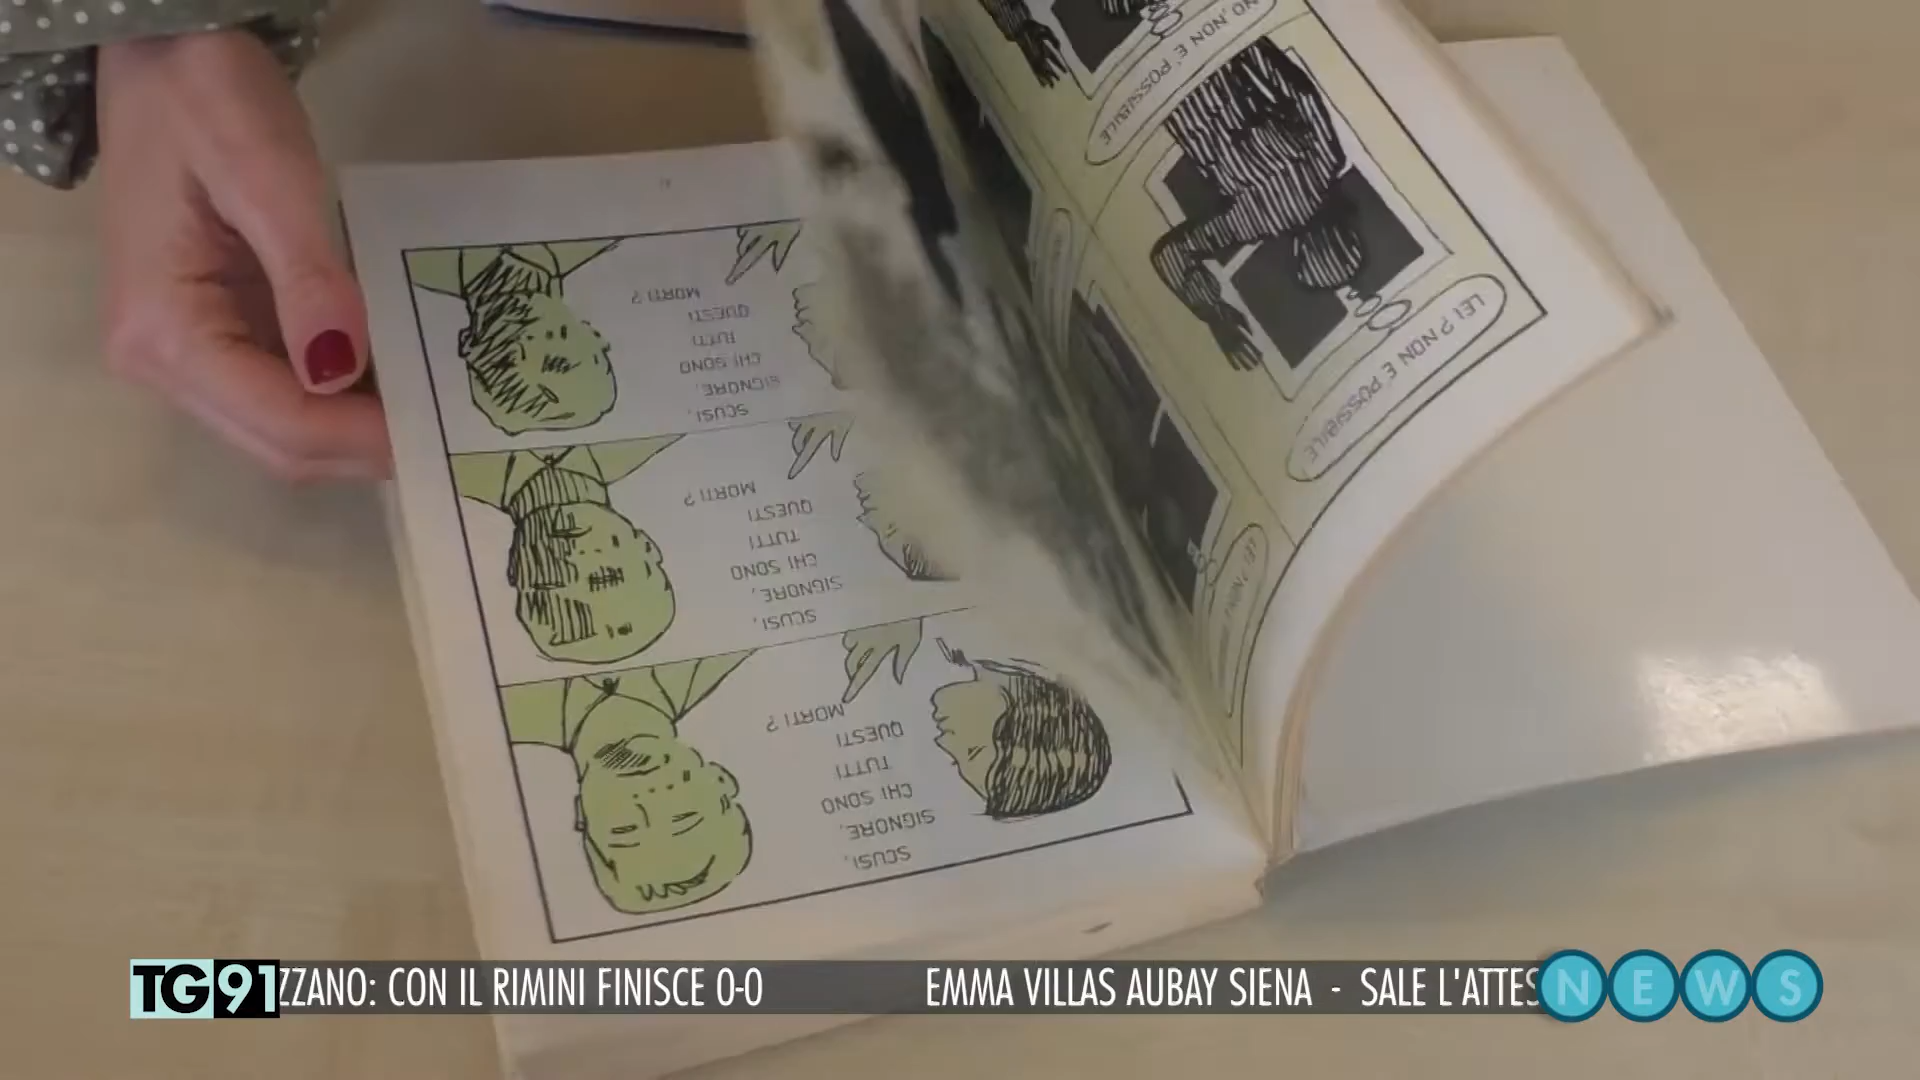 NO, NON E' POSSIBILE
LEI? NON E' POSSIBILE
SCUSI,
SIGNORE,
CHI SONO
TUTTI
QUESTI
MORTI?
SCUSI,
SIGNORE,
CHI SONO
TUTTI
QUESTI
MORTI?
SCUSI,
SIGNORE,
CHI SONO
TUTTI
QUESTI
MORTI?
TG91 ZZANO: CON IL RIMINI FINISCE 0-0 EMMA VILLAS AUBAY SIENA - SALE L'ATTES NEWS